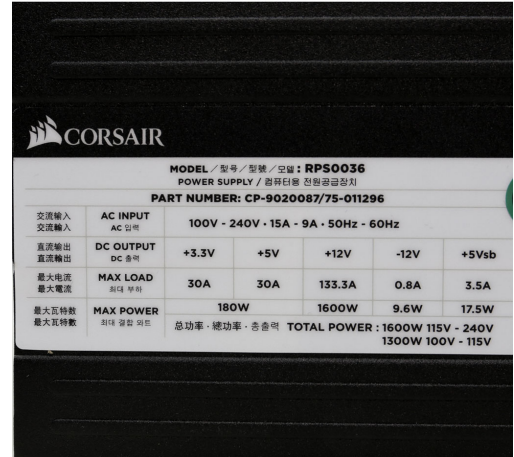 CORSAIR
MODEL / 型号 / 型號 / 모델 : RPS0036
POWER SUPPLY / 컴퓨터용 전원공급장치
PART NUMBER: CP-9020087/75-011296
交流输入 AC INPUT 100V - 240V · 15A - 9A · 50Hz - 60Hz
交流輸入 AC 입력
直流输出 DC OUTPUT +3.3V +5V +12V -12V +5Vsb
直流輸出 DC 출력
最大电流 MAX LOAD 30A 30A 133.3A 0.8A 3.5A
最大電流 최대 부하
最大瓦特数 MAX POWER 180W 1600W 9.6W 17.5W
最大瓦特數 최대 결합 와트 总功率 · 總功率 · 총출력 TOTAL POWER : 1600W 115V - 240V
1300W 100V - 115V